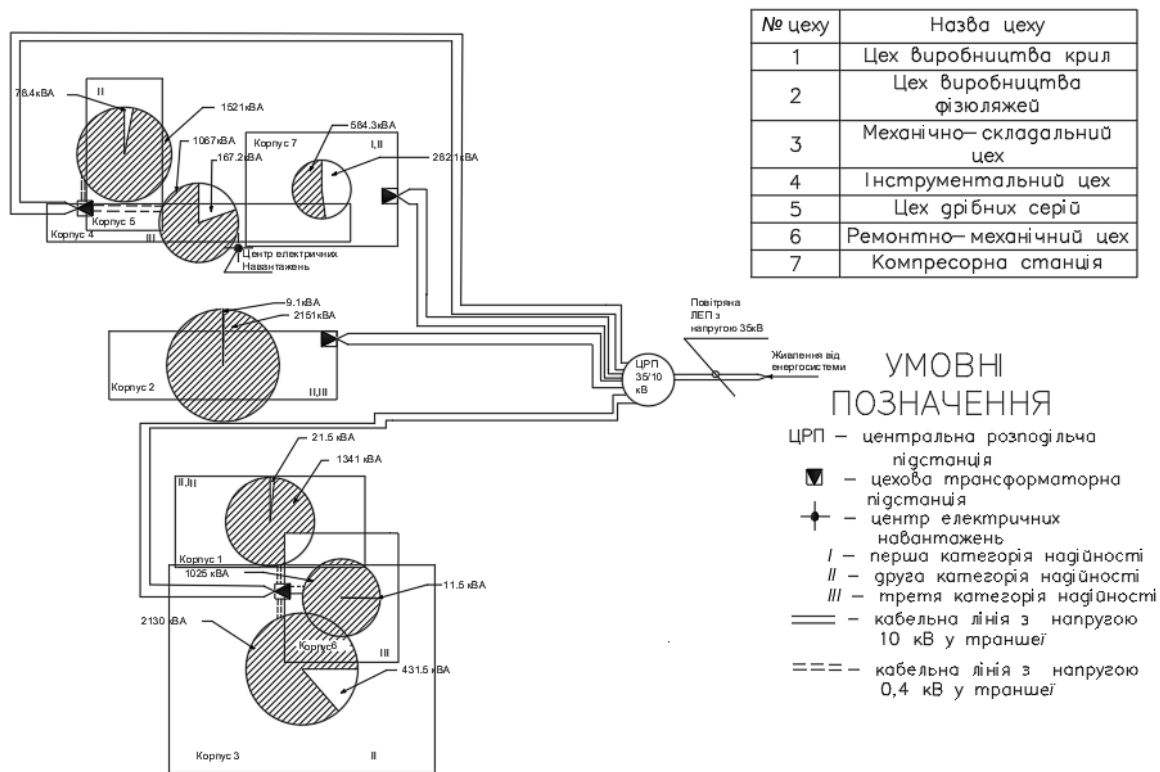 № цеху
Назва цеху
1
Цех виробництва крил
2
Цех виробництва
фізюляжей
3
Механічно–складальний
цех
4
Інструментальний цех
5
Цех дрібних серій
6
Ремонтно–механічний цех
7
Компресорна станція
78.4кВА
II
1521кВА
1067кВА
167.2кВА
Корпус 7
584.3кВА
I,II
282.1кВА
Корпус 5
Корпус 4
III
Центр електричних
Навантажень
9.1кВА
2151кВА
Корпус 2
II,III
ЦРП
35/10
кВ
Повітряна
ЛЕП з
напругою 35кВ
Живлення від
енергосистеми
21.5 кВА
1341 кВА
Корпус 1
1025 кВА
11.5 кВА
2130 кВА
Корпус6
III
431.5 кВА
Корпус 3
II
УМОВНІ
ПОЗНАЧЕННЯ
ЦРП – центральна розподільча
підстанція
– цехова трансформаторна
підстанція
– центр електричних
навантажень
I – перша категорія надійності
II – друга категорія надійності
III – третя категорія надійності
– кабельна лінія з напругою
10 кВ у траншеї
– кабельна лінія з напругою
0,4 кВ у траншеї